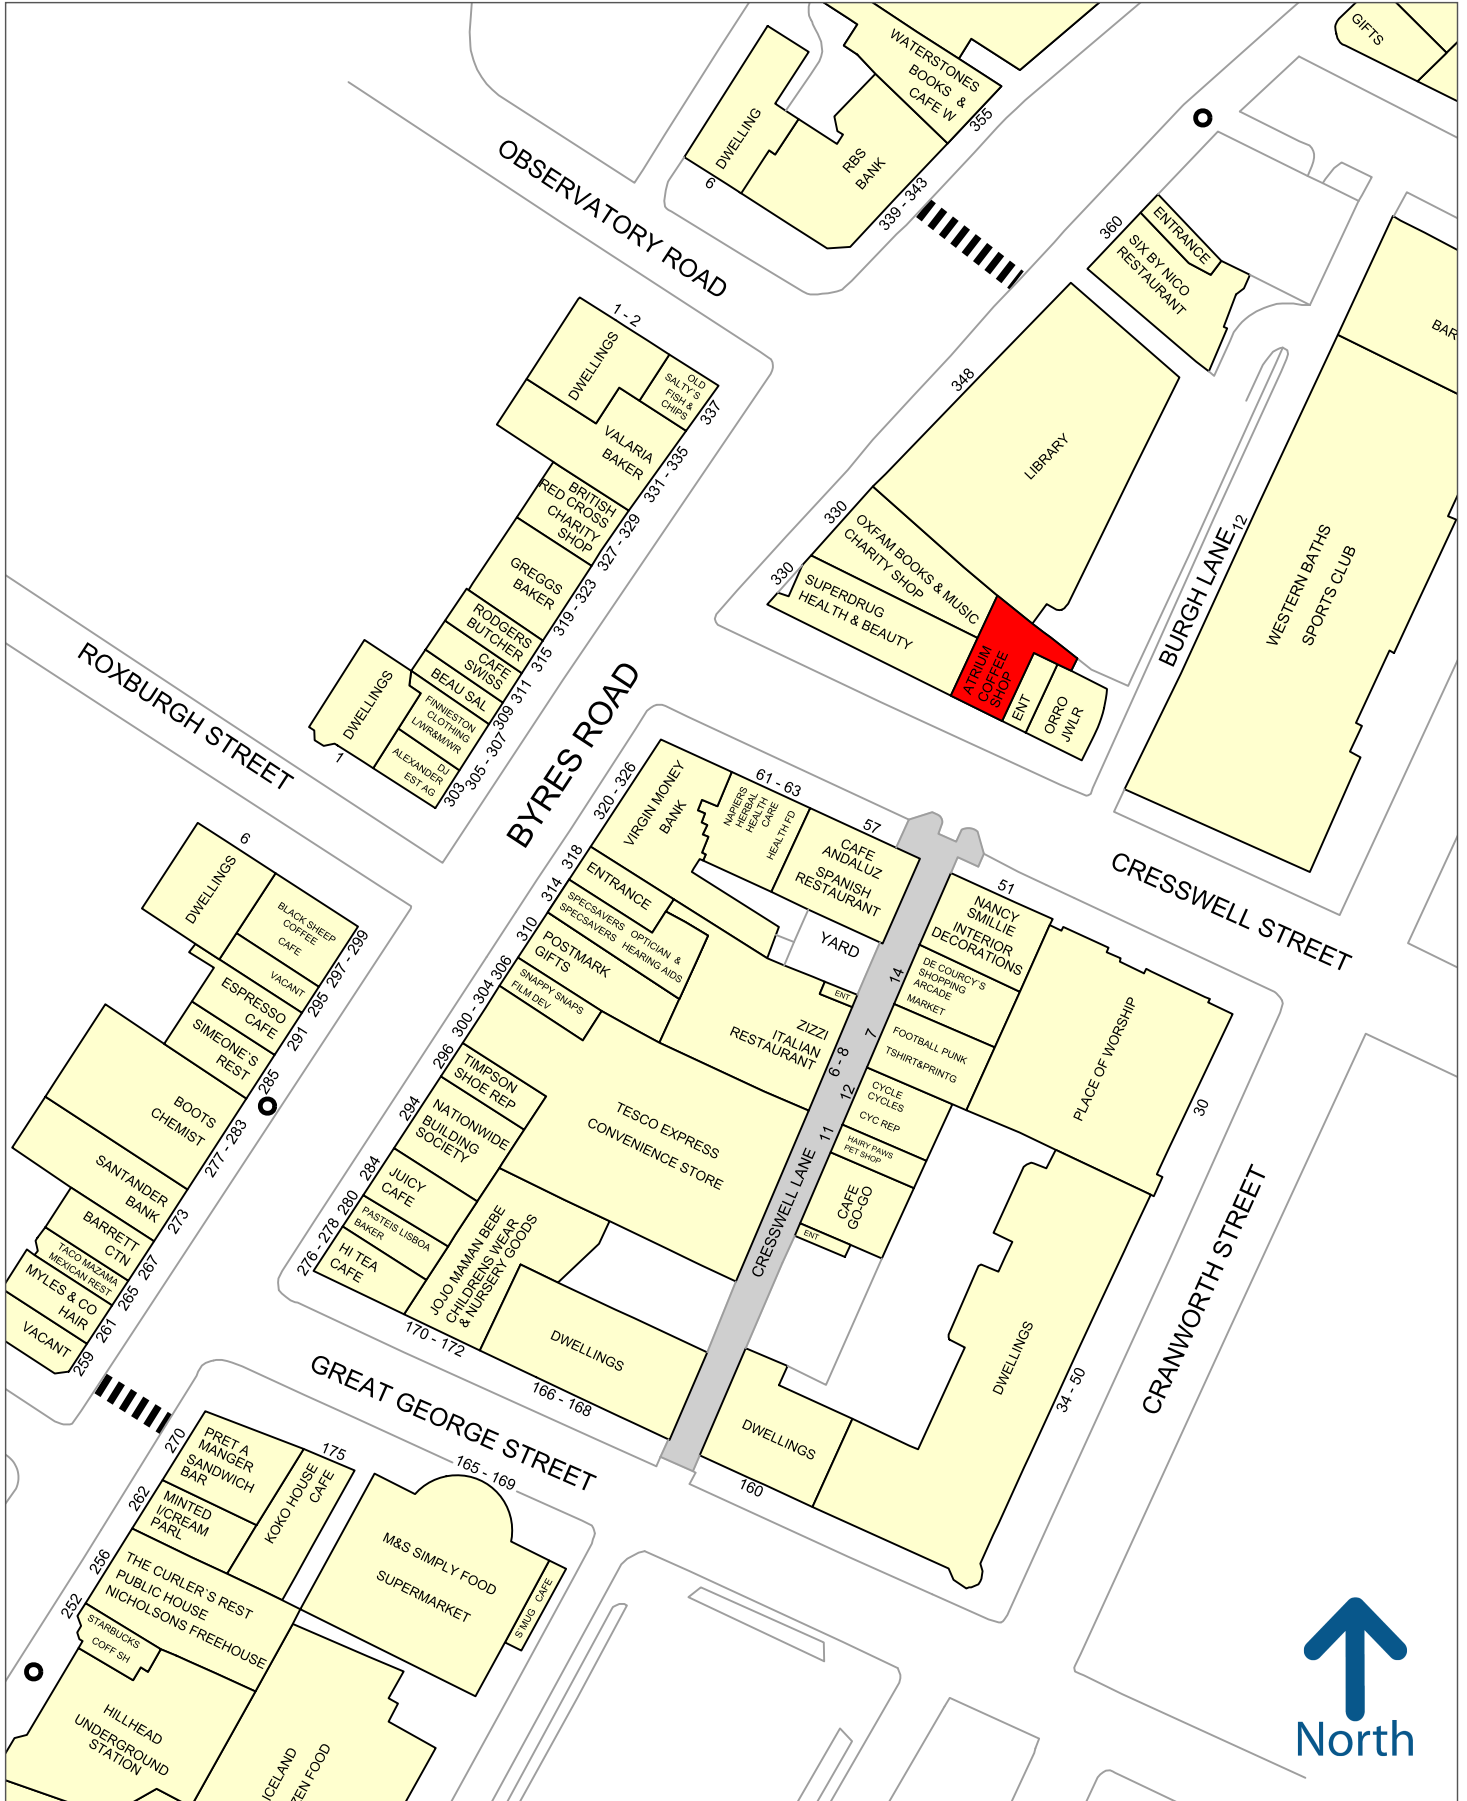 GIFTS
WATERSTONES
BOOKS &
CAFE W
355
DWELLING
6
RBS
BANK
339 - 343
OBSERVATORY ROAD
360
ENTRANCE
SIX BY NICO
RESTAURANT
BAR
1 - 2
DWELLINGS
OLD
SALTY`S
FISH &
CHIPS
337
VALARIA
BAKER
331 - 335
BRITISH
RED CROSS
CHARITY
SHOP
327 - 329
GREGGS
BAKER
319 - 323
RODGERS
BUTCHER
315
CAFE
SWISS
311
BEAU SAL
309
FINNIESTON
CLOTHING
L/WR&M/WR
305 - 307
DJ
ALEXANDER
EST AG
303
DWELLINGS
1
348
LIBRARY
330
OXFAM BOOKS & MUSIC
CHARITY SHOP
330
SUPERDRUG
HEALTH & BEAUTY
ATRIUM
COFFEE
SHOP
ENT
ORRO
JWLR
BURGH LANE
12
WESTERN BATHS
SPORTS CLUB
ROXBURGH STREET
BYRES ROAD
320 - 326
VIRGIN MONEY
BANK
61 - 63
NAPIERS
HERBAL
HEALTH
CARE
HEALTH FD
57
CAFE
ANDALUZ
SPANISH
RESTAURANT
CRESSWELL STREET
318
ENTRANCE
314
SPECSAVERS OPTICIAN &
SPECSAVERS HEARING AIDS
310
POSTMARK
GIFTS
306
SNAPPY SNAPS
FILM DEV
300 - 304
YARD
ENT
ZIZZI
ITALIAN
RESTAURANT
6 - 8
51
NANCY
SMILLIE
INTERIOR
DECORATIONS
14
DE COURCY`S
SHOPPING
ARCADE
MARKET
7
FOOTBALL PUNK
TSHIRT&PRINTG
12
CYCLE
CYCLES
CYC REP
11
HAIRY PAWS
PET SHOP
CAFE
GO-GO
ENT
CRESSWELL LANE
PLACE OF WORSHIP
30
CRANWORTH STREET
6
DWELLINGS
BLACK SHEEP
COFFEE
CAFE
297 - 299
VACANT
295
ESPRESSO
CAFE
291
SIMEONE`S
REST
285
BOOTS
CHEMIST
277 - 283
SANTANDER
BANK
273
BARRETT
CTN
267
TACO MAZAMA
MEXICAN REST
265
MYLES & CO
HAIR
261
VACANT
259
296
TIMPSON
SHOE REP
294
NATIONWIDE
BUILDING
SOCIETY
TESCO EXPRESS
CONVENIENCE STORE
284
JUICY
CAFE
280
PASTEIS LISBOA
BAKER
276 - 278
HI TEA
CAFE
JOJO MAMAN BEBE
CHILDRENS WEAR
& NURSERY GOODS
170 - 172
DWELLINGS
166 - 168
DWELLINGS
160
DWELLINGS
34 - 50
GREAT GEORGE STREET
270
PRET A
MANGER
SANDWICH
BAR
175
KOKO HOUSE
CAFE
262
MINTED
I/CREAM
PARL
165 - 169
M&S SIMPLY FOOD
SUPERMARKET
S`MUG CAFE
256
THE CURLER`S REST
PUBLIC HOUSE
NICHOLSONS FREEHOUSE
252
STARBUCKS
COFF SH
HILLHEAD
UNDERGROUND
STATION
ICELAND
ZEN FOOD
North